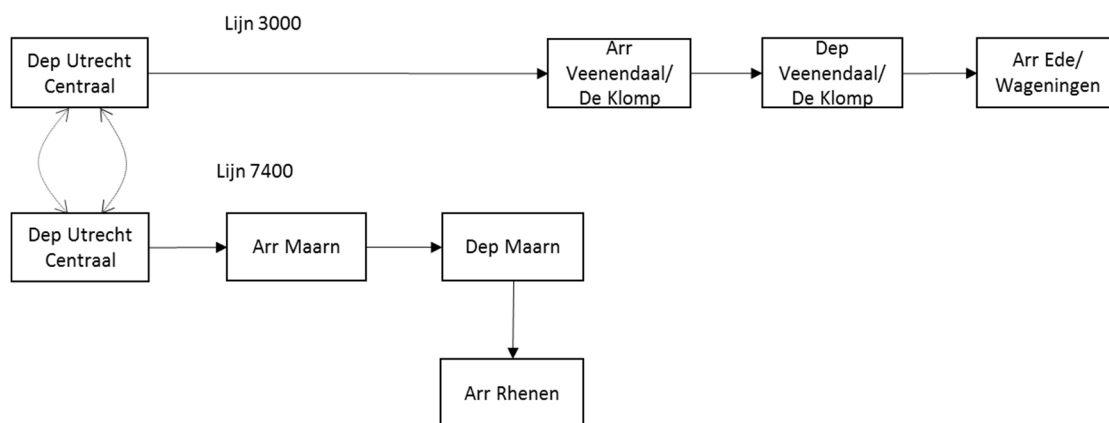 Lijn 3000
Dep Utrecht
Centraal
Arr
Veenendaal/
De Klomp
Dep
Veenendaal/
De Klomp
Arr Ede/
Wageningen
Lijn 7400
Dep Utrecht
Centraal
Arr Maarn
Dep Maarn
Arr Rhenen